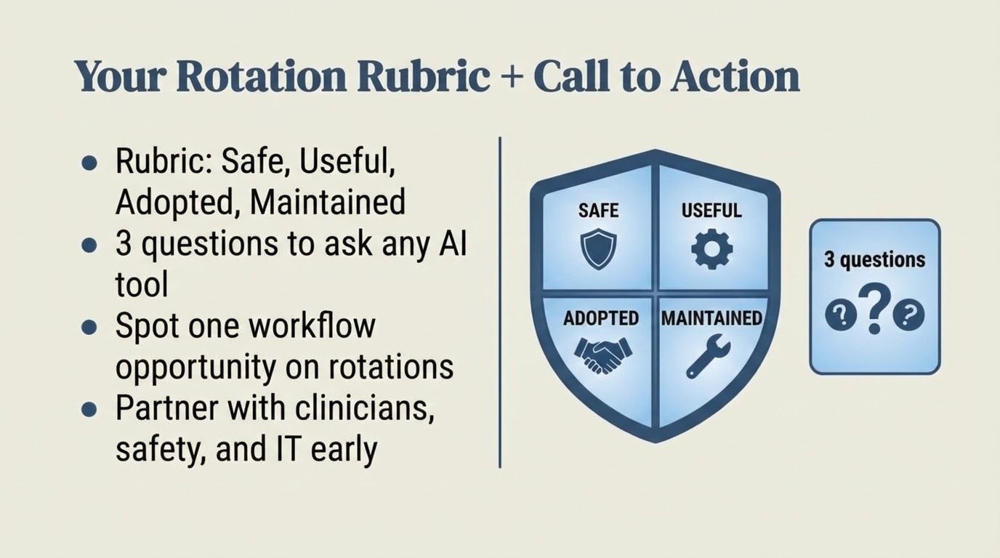 Your Rotation Rubric + Call to Action
• Rubric: Safe, Useful,
Adopted, Maintained
• 3 questions to ask any AI
tool
• Spot one workflow
opportunity on rotations
• Partner with clinicians,
safety, and IT early
SAFE
USEFUL
ADOPTED
MAINTAINED
3 questions
? ? ?